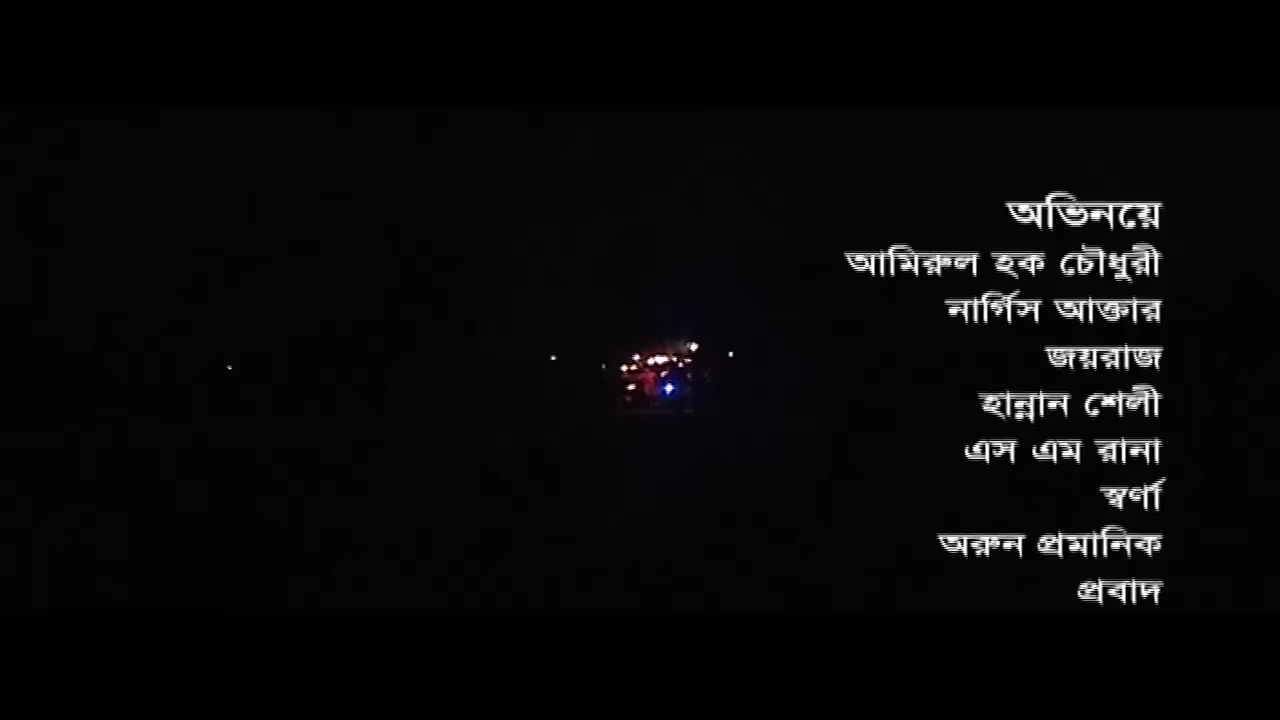 অভিনয়ে
আমিরুল হক চৌধুরী
নার্গিস আক্তার
জয়রাজ
হান্নান শেলী
এস এম রানা
স্বর্ণা
অরুন প্রমানিক
প্রবাদ